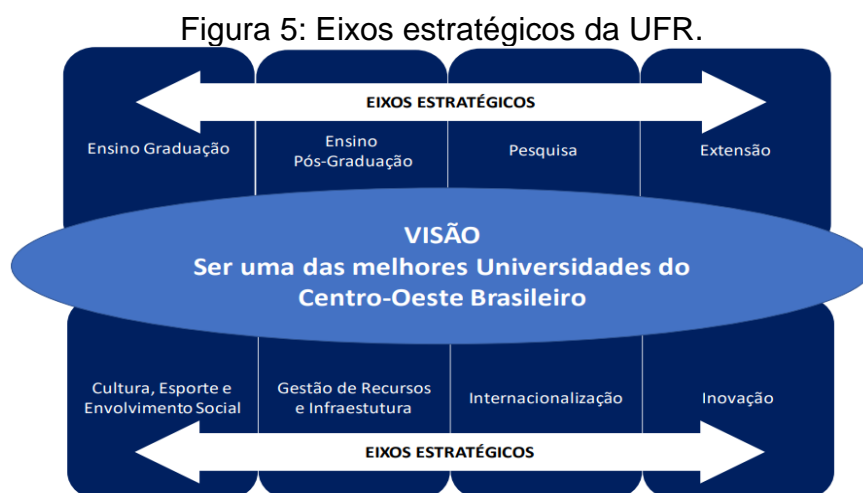 Figura 5: Eixos estratégicos da UFR.
EIXOS ESTRATÉGICOS
Ensino Graduação
Ensino
Pós-Graduação
Pesquisa
Extensão
VISÃO
Ser uma das melhores Universidades do
Centro-Oeste Brasileiro
Cultura, Esporte e
Envolvimento Social
Gestão de Recursos
e Infraestutura
Internacionalização
Inovação
EIXOS ESTRATÉGICOS